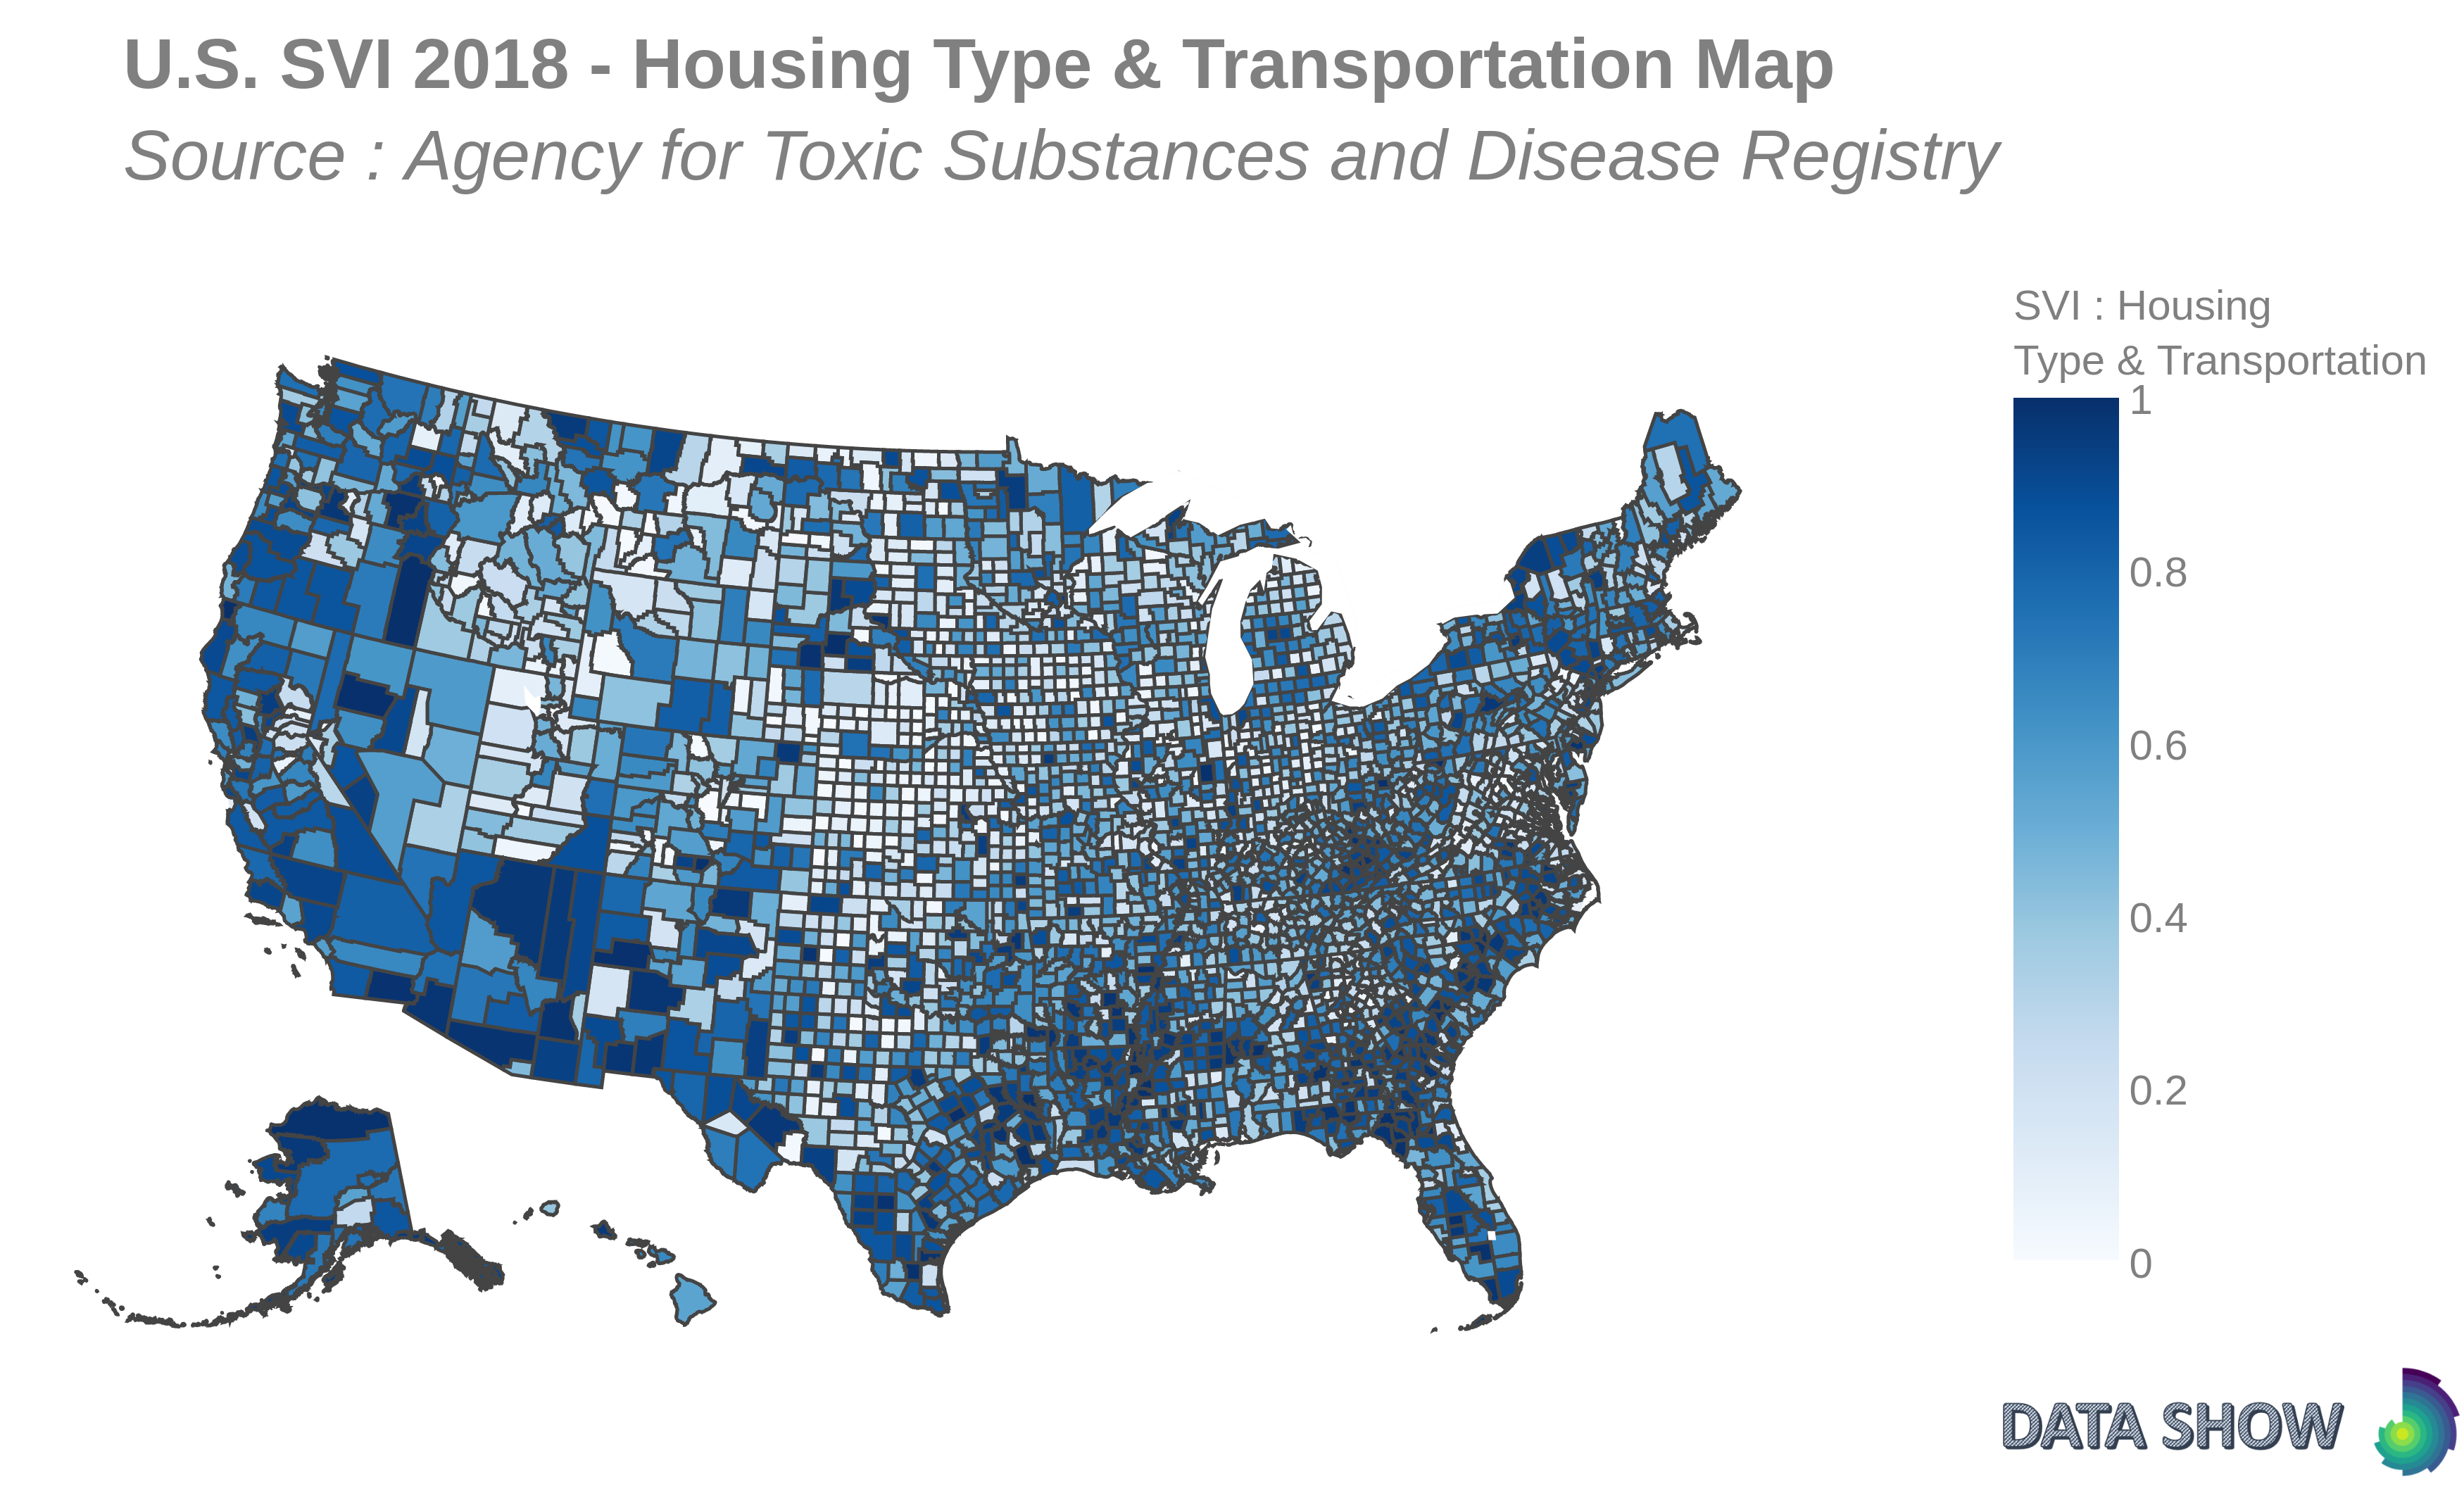 U.S. SVI 2018 - Housing Type & Transportation Map
Source : Agency for Toxic Substances and Disease Registry
SVI : Housing
Type & Transportation
1
0.8
0.6
0.4
0.2
0
DATA SHOW